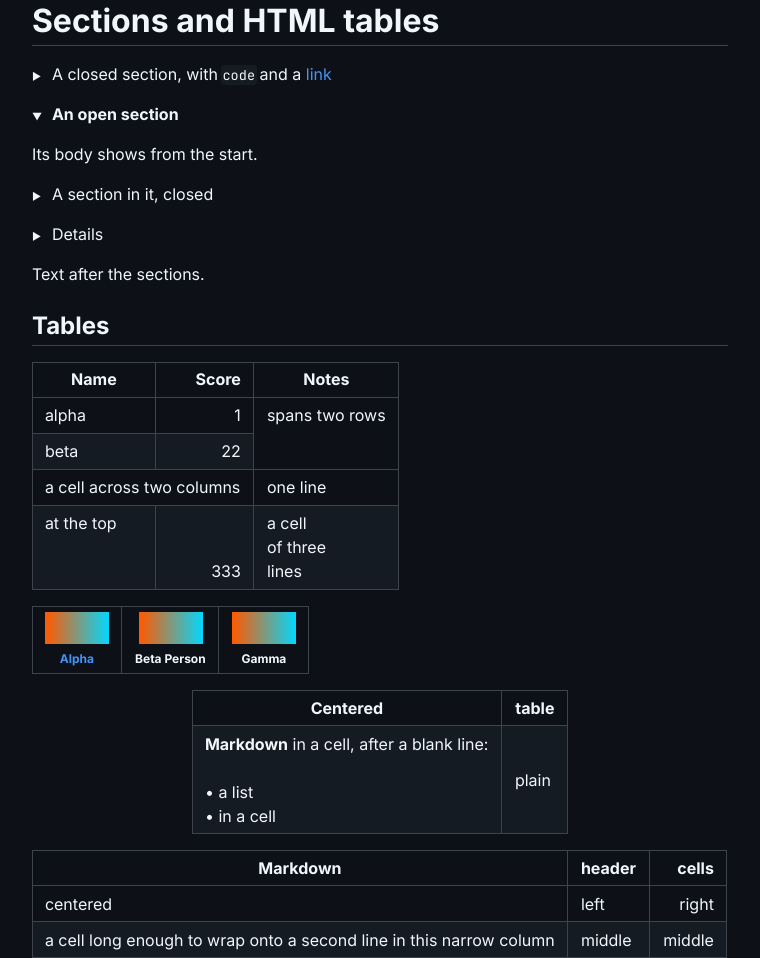 Sections and HTML tables
A closed section, with code and a link
An open section
Its body shows from the start.
A section in it, closed
Details
Text after the sections.
Tables
Name Score Notes
alpha 1 spans two rows
beta 22
a cell across two columns one line
at the top a cell
of three
333 lines
Alpha Beta Person Gamma
Centered table
Markdown in a cell, after a blank line:
plain
• a list
• in a cell
Markdown header cells
centered left right
a cell long enough to wrap onto a second line in this narrow column middle middle